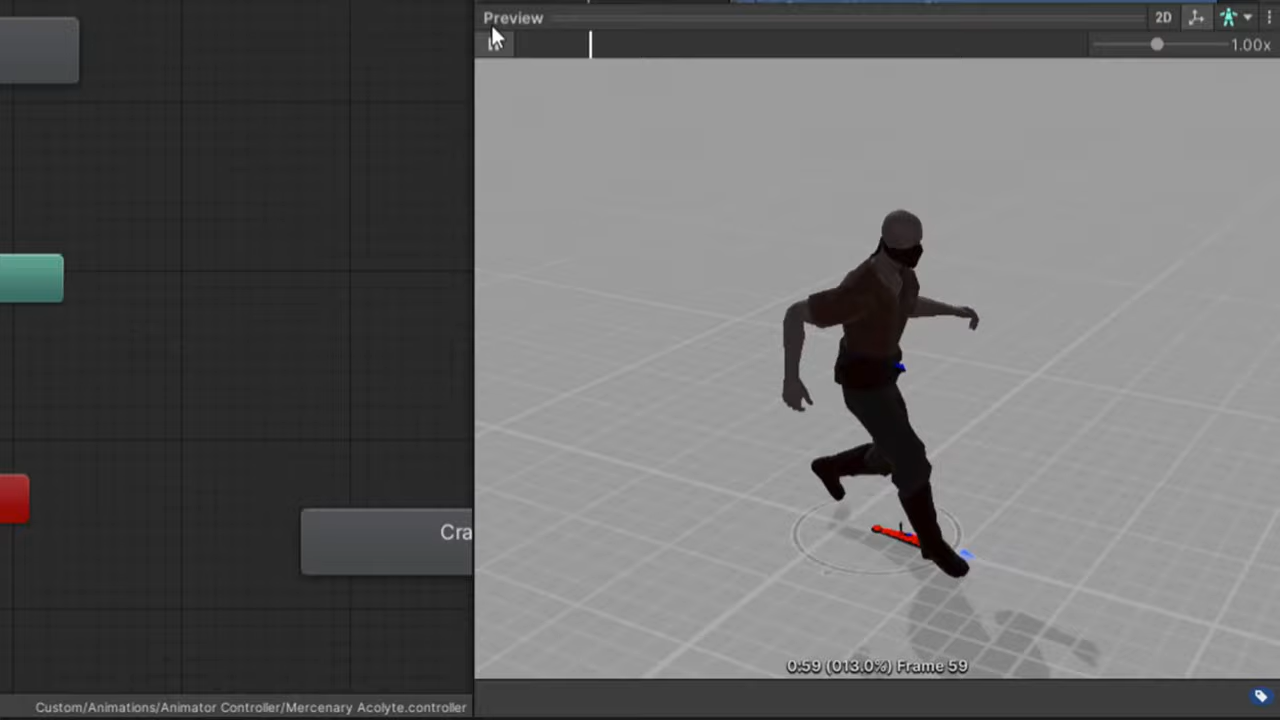 Preview
2D
1.00x
Cra
0:59 (013.0%) Frame 59
Custom/Animations/Animator Controller/Mercenary Acolyte.controller